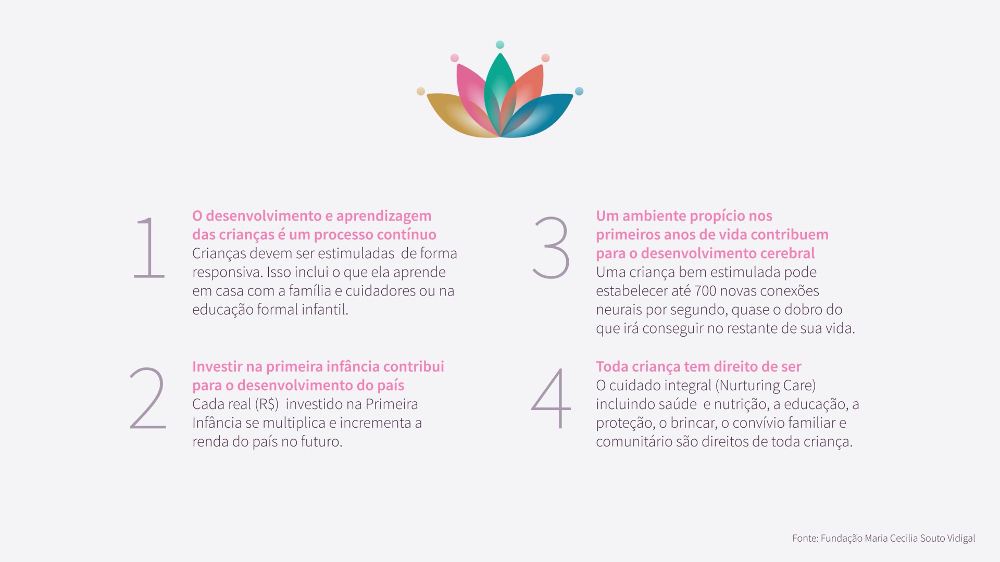 1
O desenvolvimento e aprendizagem
das crianças é um processo contínuo
Crianças devem ser estimuladas  de forma
responsiva. Isso inclui o que ela aprende
em casa com a família e cuidadores ou na
educação formal infantil.
2
Investir na primeira infância contribui
para o desenvolvimento do país
Cada real (R$)  investido na Primeira
Infância se multiplica e incrementa a
renda do país no futuro.
3
Um ambiente propício nos
primeiros anos de vida contribuem
para o desenvolvimento cerebral
Uma criança bem estimulada pode
estabelecer até 700 novas conexões
neurais por segundo, quase o dobro do
que irá conseguir no restante de sua vida.
4
Toda criança tem direito de ser
O cuidado integral (Nurturing Care)
incluindo saúde  e nutrição, a educação, a
proteção, o brincar, o convívio familiar e
comunitário são direitos de toda criança.
Fonte: Fundação Maria Cecilia Souto Vidigal